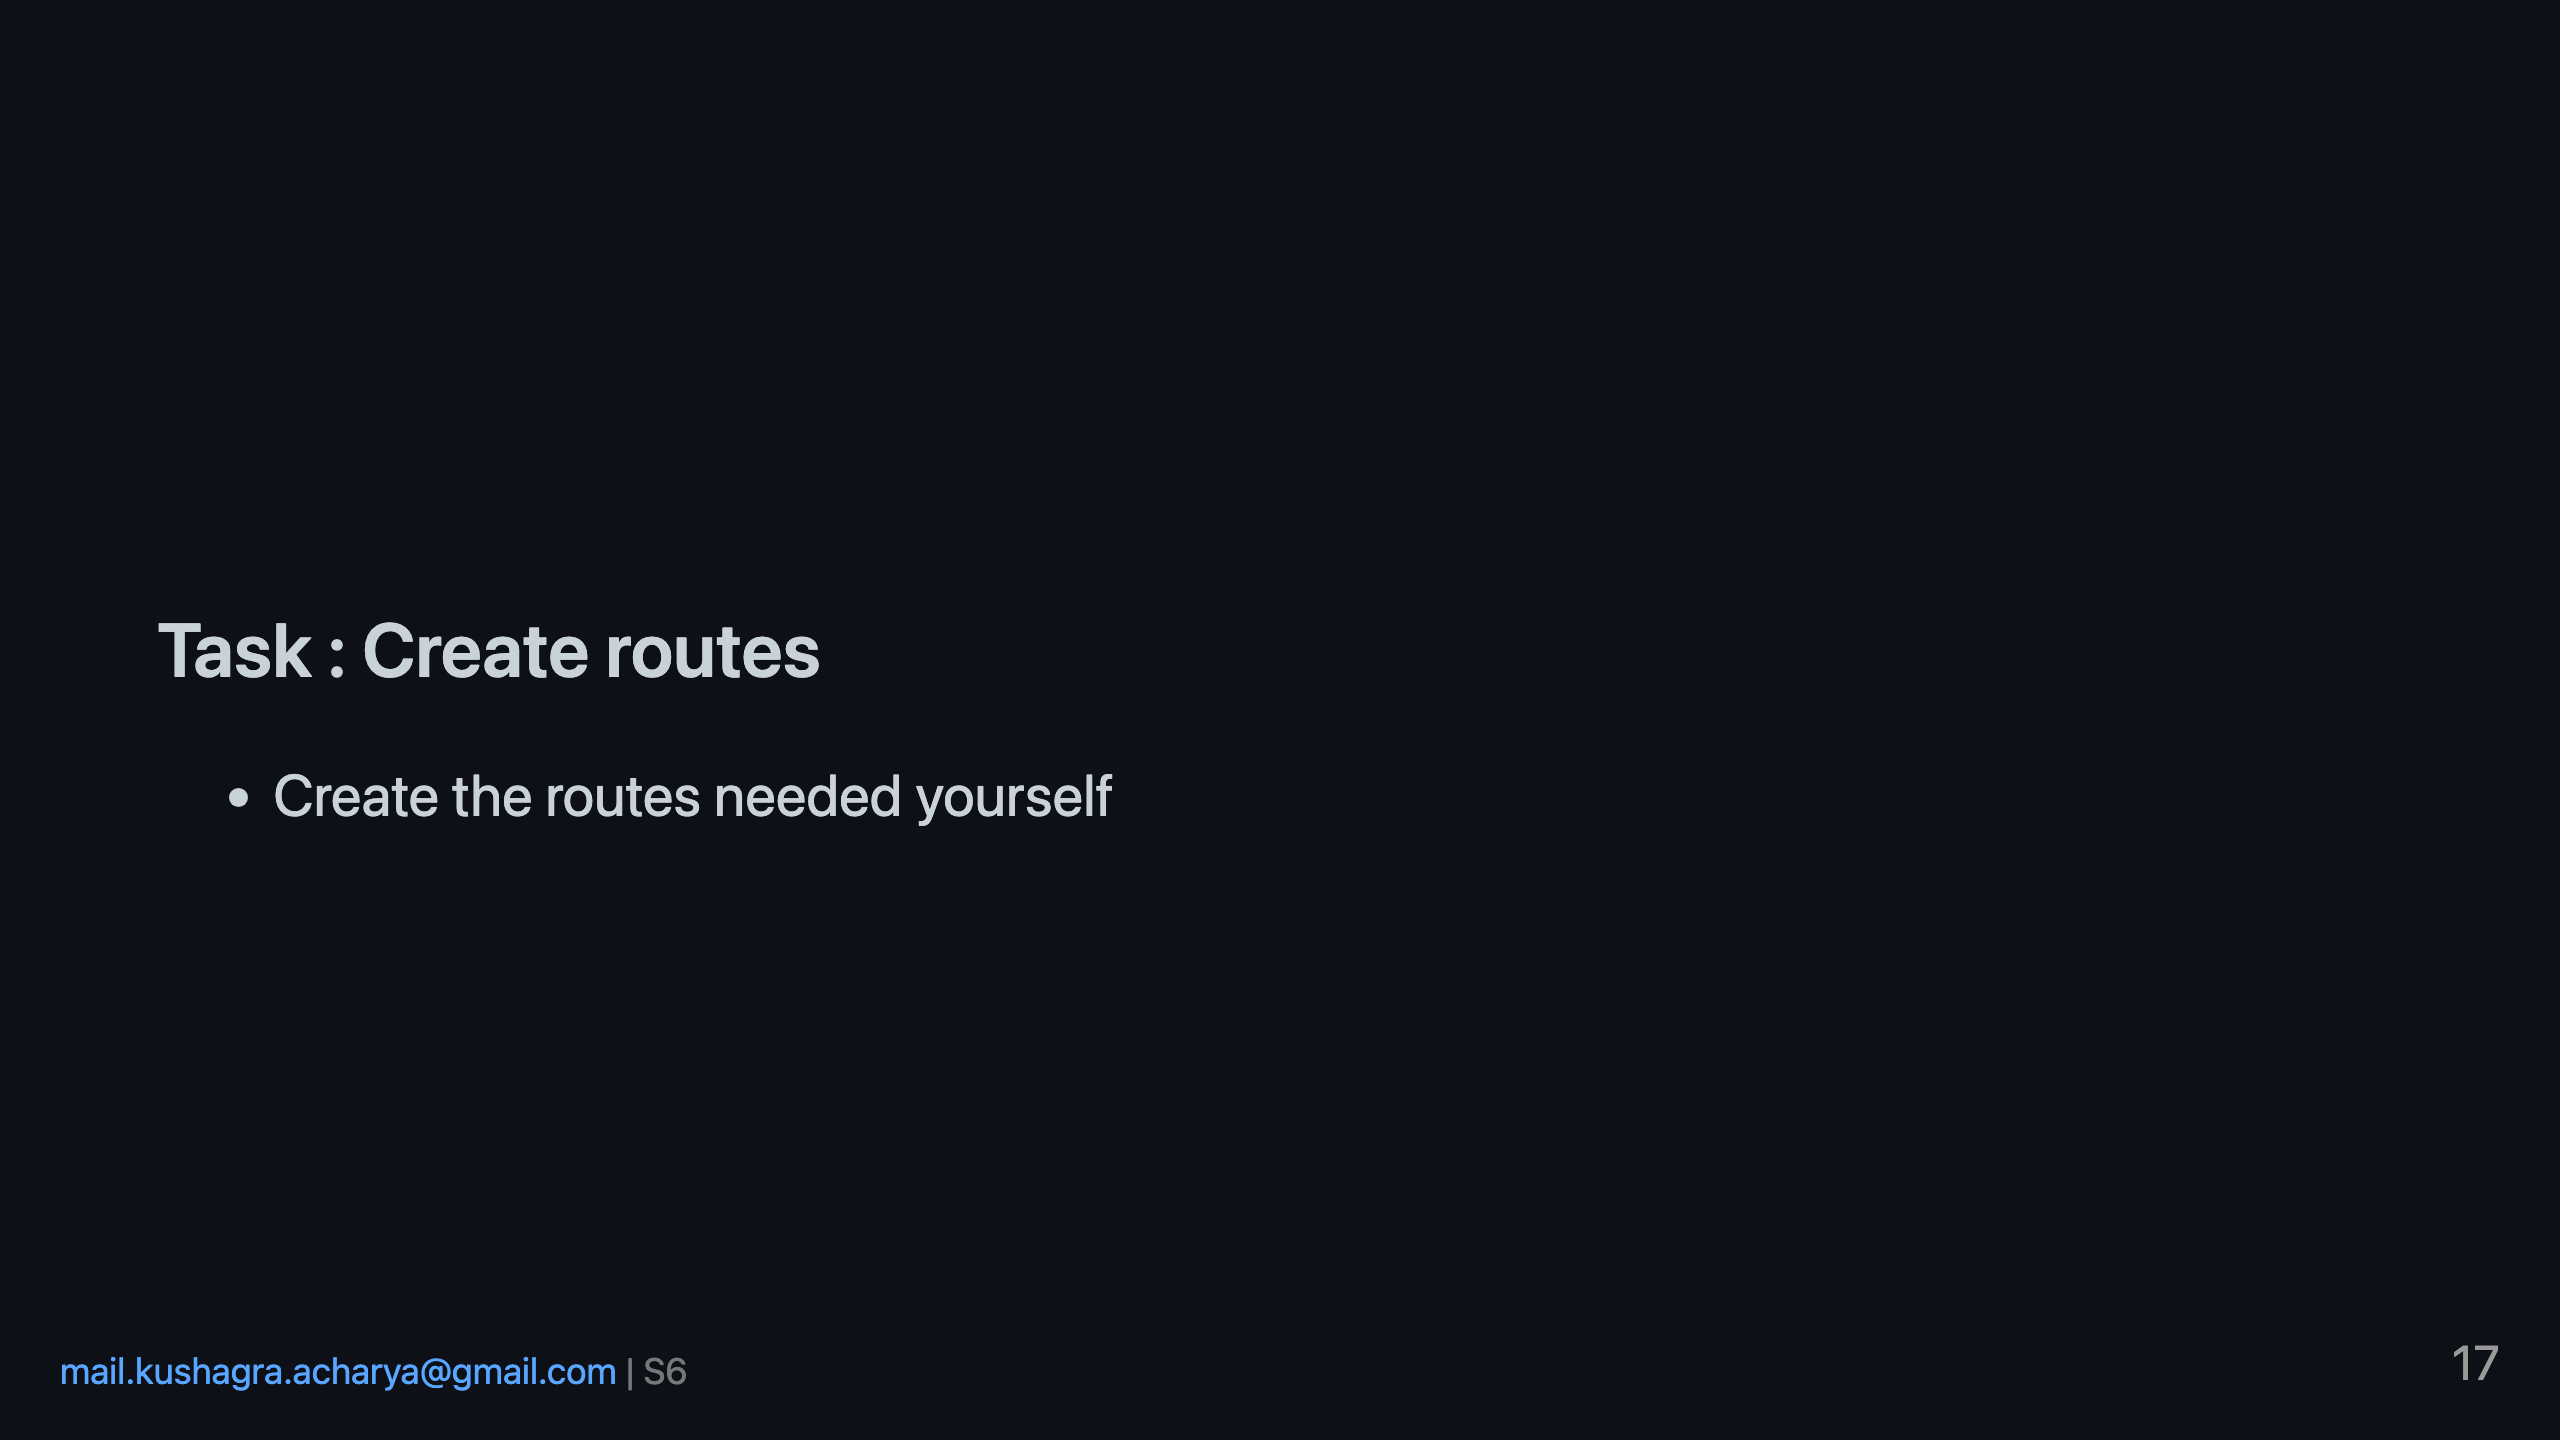 Task : Create routes
• Create the routes needed yourself
mail.kushagra.acharya@gmail.com | S6
17